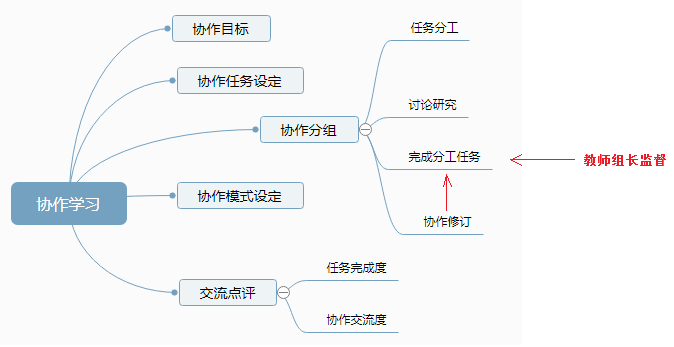 协作目标
任务分工
协作任务设定
讨论研究
协作分组
完成分工任务
教师组长监督
协作学习
协作模式设定
协作修订
任务完成度
交流点评
协作交流度